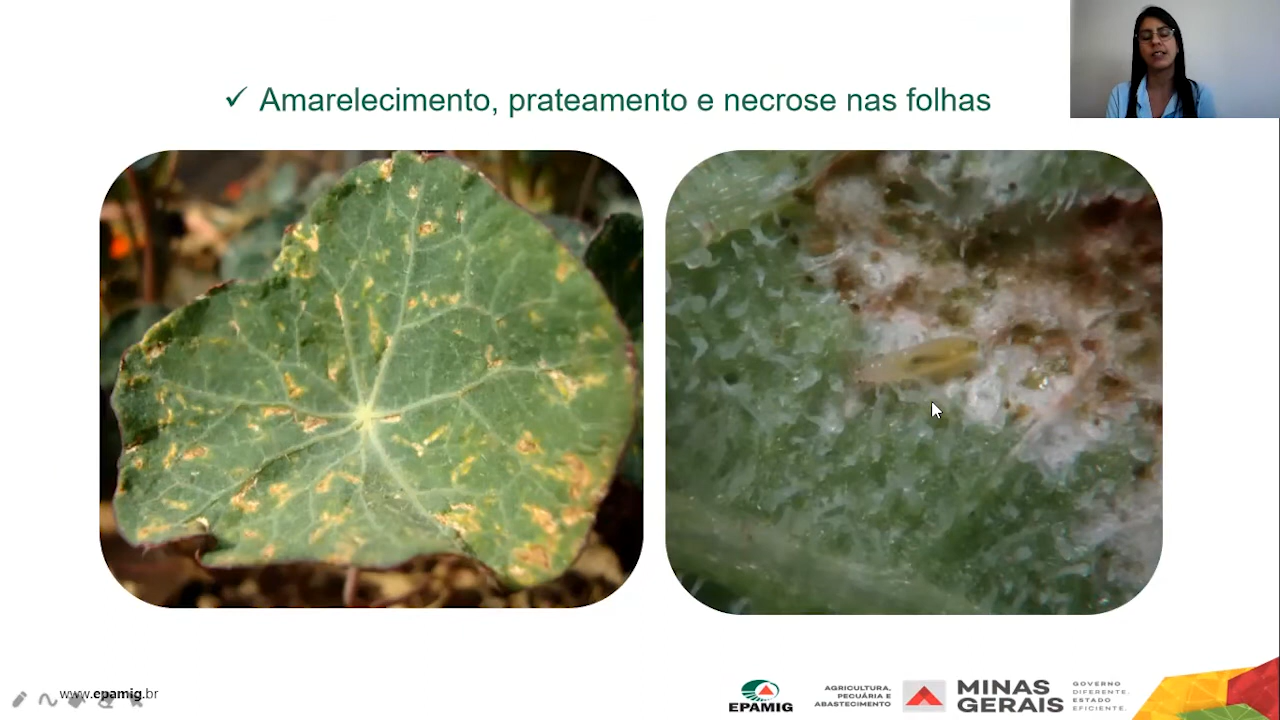 ✓ Amarelecimento, prateamento e necrose nas folhas
www.epamig.br
EPAMIG
AGRICULTURA,
PECUÁRIA E
ABASTECIMENTO
MINAS
GERAIS
GOVERNO
DIFERENTE.
ESTADO
EFICIENTE.